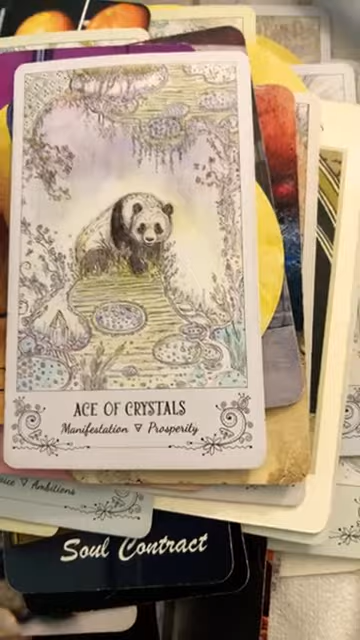 ACE OF CRYSTALS
Manifestation ▽ Prosperity
▽ Ambitions
Soul Contract